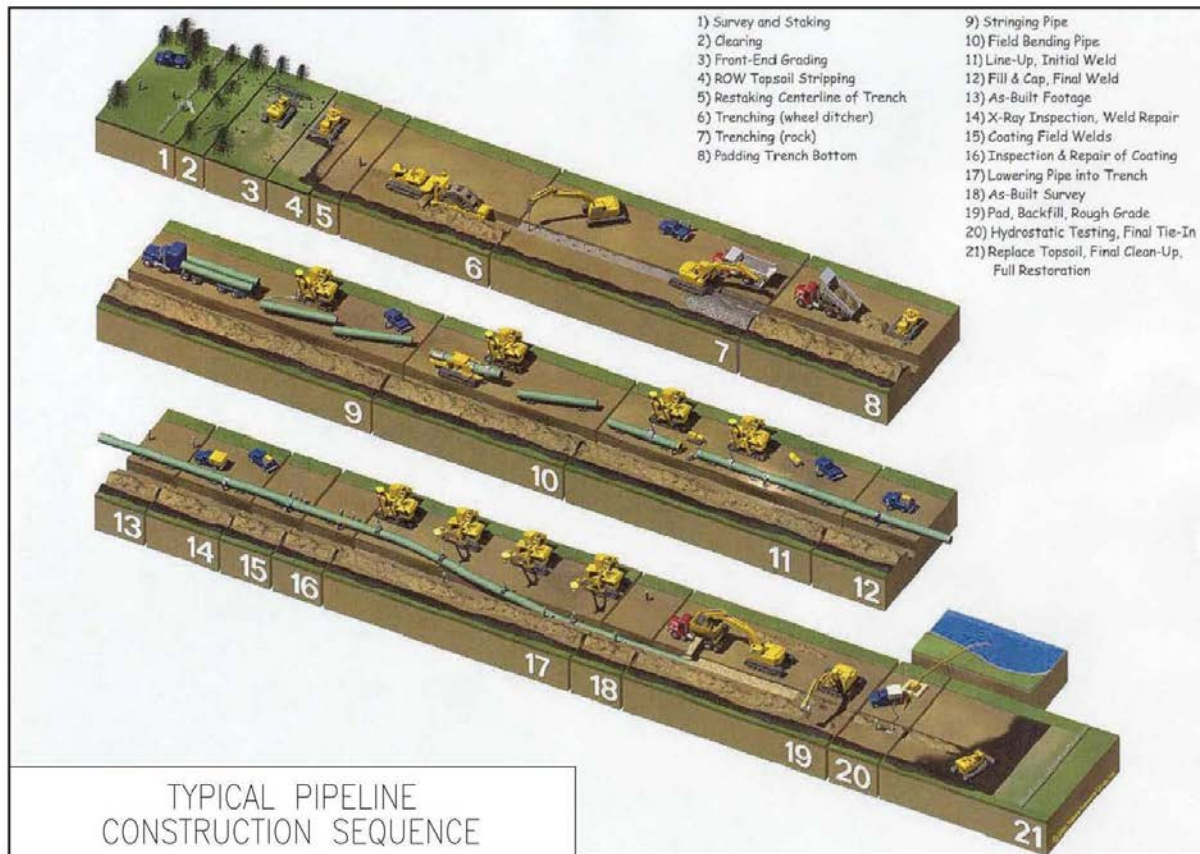 1) Survey and Staking
2) Clearing
3) Front-End Grading
4) ROW Topsoil Stripping
5) Restaking Centerline of Trench
6) Trenching (wheel ditcher)
7) Trenching (rock)
8) Padding Trench Bottom
9) Stringing Pipe
10) Field Bending Pipe
11) Line-Up, Initial Weld
12) Fill & Cap, Final Weld
13) As-Built Footage
14) X-Ray Inspection, Weld Repair
15) Coating Field Welds
16) Inspection & Repair of Coating
17) Lowering Pipe into Trench
18) As-Built Survey
19) Pad, Backfill, Rough Grade
20) Hydrostatic Testing, Final Tie-In
21) Replace Topsoil, Final Clean-Up,
Full Restoration
1 2 3 4 5 6 7 8
9 10 11 12
13 14 15 16 17 18 19 20 21
TYPICAL PIPELINE
CONSTRUCTION SEQUENCE